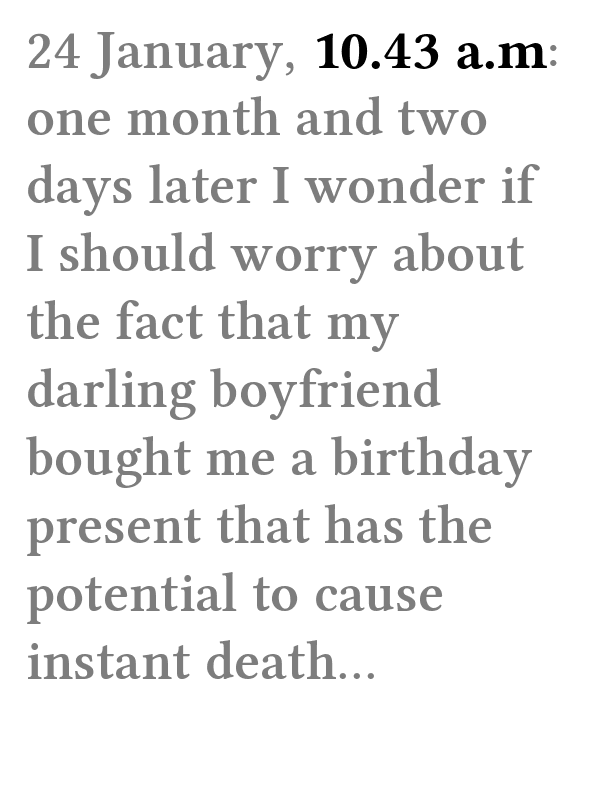 24 January, 10.43 a.m:
one month and two
days later I wonder if
I should worry about
the fact that my
darling boyfriend
bought me a birthday
present that has the
potential to cause
instant death...